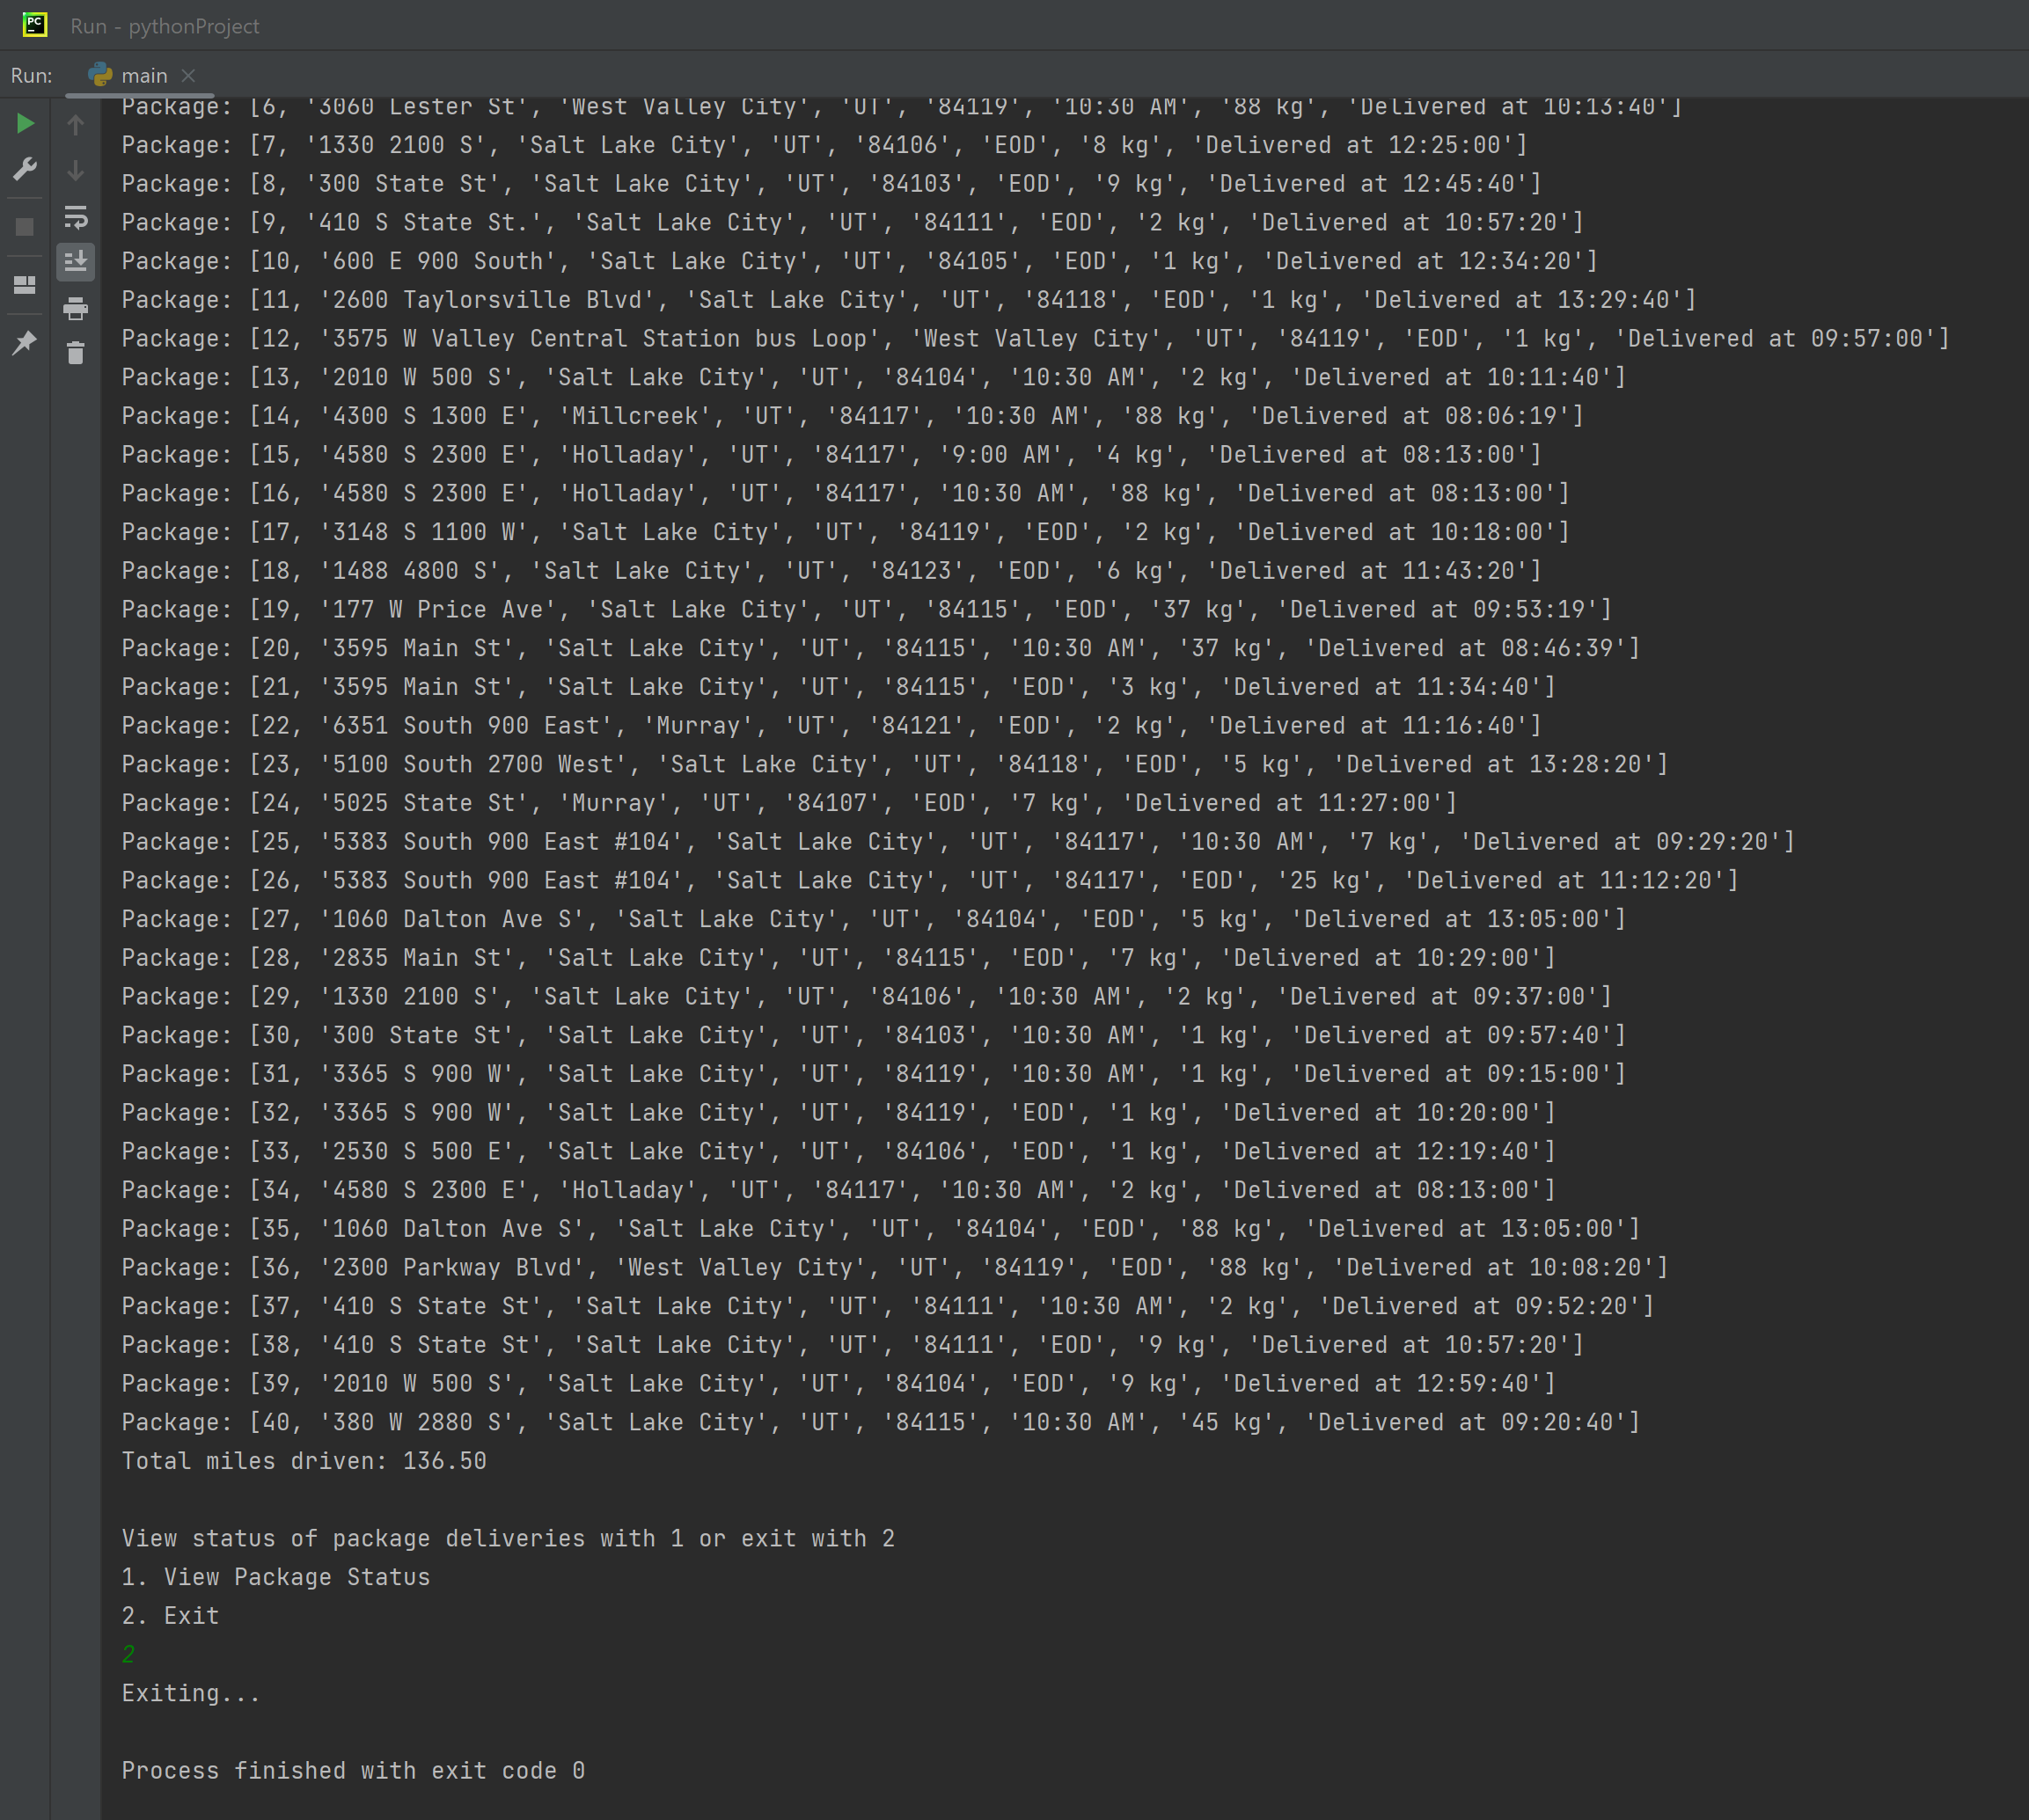 PC
Run - pythonProject
Run: main
Package: [6, '3060 Lester St', 'West Valley City', 'UT', '84119', '10:30 AM', '88 kg', 'Delivered at 10:13:40']
Package: [7, '1330 2100 S', 'Salt Lake City', 'UT', '84106', 'EOD', '8 kg', 'Delivered at 12:25:00']
Package: [8, '300 State St', 'Salt Lake City', 'UT', '84103', 'EOD', '9 kg', 'Delivered at 12:45:40']
Package: [9, '410 S State St.', 'Salt Lake City', 'UT', '84111', 'EOD', '2 kg', 'Delivered at 10:57:20']
Package: [10, '600 E 900 South', 'Salt Lake City', 'UT', '84105', 'EOD', '1 kg', 'Delivered at 12:34:20']
Package: [11, '2600 Taylorsville Blvd', 'Salt Lake City', 'UT', '84118', 'EOD', '1 kg', 'Delivered at 13:29:40']
Package: [12, '3575 W Valley Central Station bus Loop', 'West Valley City', 'UT', '84119', 'EOD', '1 kg', 'Delivered at 09:57:00']
Package: [13, '2010 W 500 S', 'Salt Lake City', 'UT', '84104', '10:30 AM', '2 kg', 'Delivered at 10:11:40']
Package: [14, '4300 S 1300 E', 'Millcreek', 'UT', '84117', '10:30 AM', '88 kg', 'Delivered at 08:06:19']
Package: [15, '4580 S 2300 E', 'Holladay', 'UT', '84117', '9:00 AM', '4 kg', 'Delivered at 08:13:00']
Package: [16, '4580 S 2300 E', 'Holladay', 'UT', '84117', '10:30 AM', '88 kg', 'Delivered at 08:13:00']
Package: [17, '3148 S 1100 W', 'Salt Lake City', 'UT', '84119', 'EOD', '2 kg', 'Delivered at 10:18:00']
Package: [18, '1488 4800 S', 'Salt Lake City', 'UT', '84123', 'EOD', '6 kg', 'Delivered at 11:43:20']
Package: [19, '177 W Price Ave', 'Salt Lake City', 'UT', '84115', 'EOD', '37 kg', 'Delivered at 09:53:19']
Package: [20, '3595 Main St', 'Salt Lake City', 'UT', '84115', '10:30 AM', '37 kg', 'Delivered at 08:46:39']
Package: [21, '3595 Main St', 'Salt Lake City', 'UT', '84115', 'EOD', '3 kg', 'Delivered at 11:34:40']
Package: [22, '6351 South 900 East', 'Murray', 'UT', '84121', 'EOD', '2 kg', 'Delivered at 11:16:40']
Package: [23, '5100 South 2700 West', 'Salt Lake City', 'UT', '84118', 'EOD', '5 kg', 'Delivered at 13:28:20']
Package: [24, '5025 State St', 'Murray', 'UT', '84107', 'EOD', '7 kg', 'Delivered at 11:27:00']
Package: [25, '5383 South 900 East #104', 'Salt Lake City', 'UT', '84117', '10:30 AM', '7 kg', 'Delivered at 09:29:20']
Package: [26, '5383 South 900 East #104', 'Salt Lake City', 'UT', '84117', 'EOD', '25 kg', 'Delivered at 11:12:20']
Package: [27, '1060 Dalton Ave S', 'Salt Lake City', 'UT', '84104', 'EOD', '5 kg', 'Delivered at 13:05:00']
Package: [28, '2835 Main St', 'Salt Lake City', 'UT', '84115', 'EOD', '7 kg', 'Delivered at 10:29:00']
Package: [29, '1330 2100 S', 'Salt Lake City', 'UT', '84106', '10:30 AM', '2 kg', 'Delivered at 09:37:00']
Package: [30, '300 State St', 'Salt Lake City', 'UT', '84103', '10:30 AM', '1 kg', 'Delivered at 09:57:40']
Package: [31, '3365 S 900 W', 'Salt Lake City', 'UT', '84119', '10:30 AM', '1 kg', 'Delivered at 09:15:00']
Package: [32, '3365 S 900 W', 'Salt Lake City', 'UT', '84119', 'EOD', '1 kg', 'Delivered at 10:20:00']
Package: [33, '2530 S 500 E', 'Salt Lake City', 'UT', '84106', 'EOD', '1 kg', 'Delivered at 12:19:40']
Package: [34, '4580 S 2300 E', 'Holladay', 'UT', '84117', '10:30 AM', '2 kg', 'Delivered at 08:13:00']
Package: [35, '1060 Dalton Ave S', 'Salt Lake City', 'UT', '84104', 'EOD', '88 kg', 'Delivered at 13:05:00']
Package: [36, '2300 Parkway Blvd', 'West Valley City', 'UT', '84119', 'EOD', '88 kg', 'Delivered at 10:08:20']
Package: [37, '410 S State St', 'Salt Lake City', 'UT', '84111', '10:30 AM', '2 kg', 'Delivered at 09:52:20']
Package: [38, '410 S State St', 'Salt Lake City', 'UT', '84111', 'EOD', '9 kg', 'Delivered at 10:57:20']
Package: [39, '2010 W 500 S', 'Salt Lake City', 'UT', '84104', 'EOD', '9 kg', 'Delivered at 12:59:40']
Package: [40, '380 W 2880 S', 'Salt Lake City', 'UT', '84115', '10:30 AM', '45 kg', 'Delivered at 09:20:40']
Total miles driven: 136.50
View status of package deliveries with 1 or exit with 2
1. View Package Status
2. Exit
2
Exiting...
Process finished with exit code 0